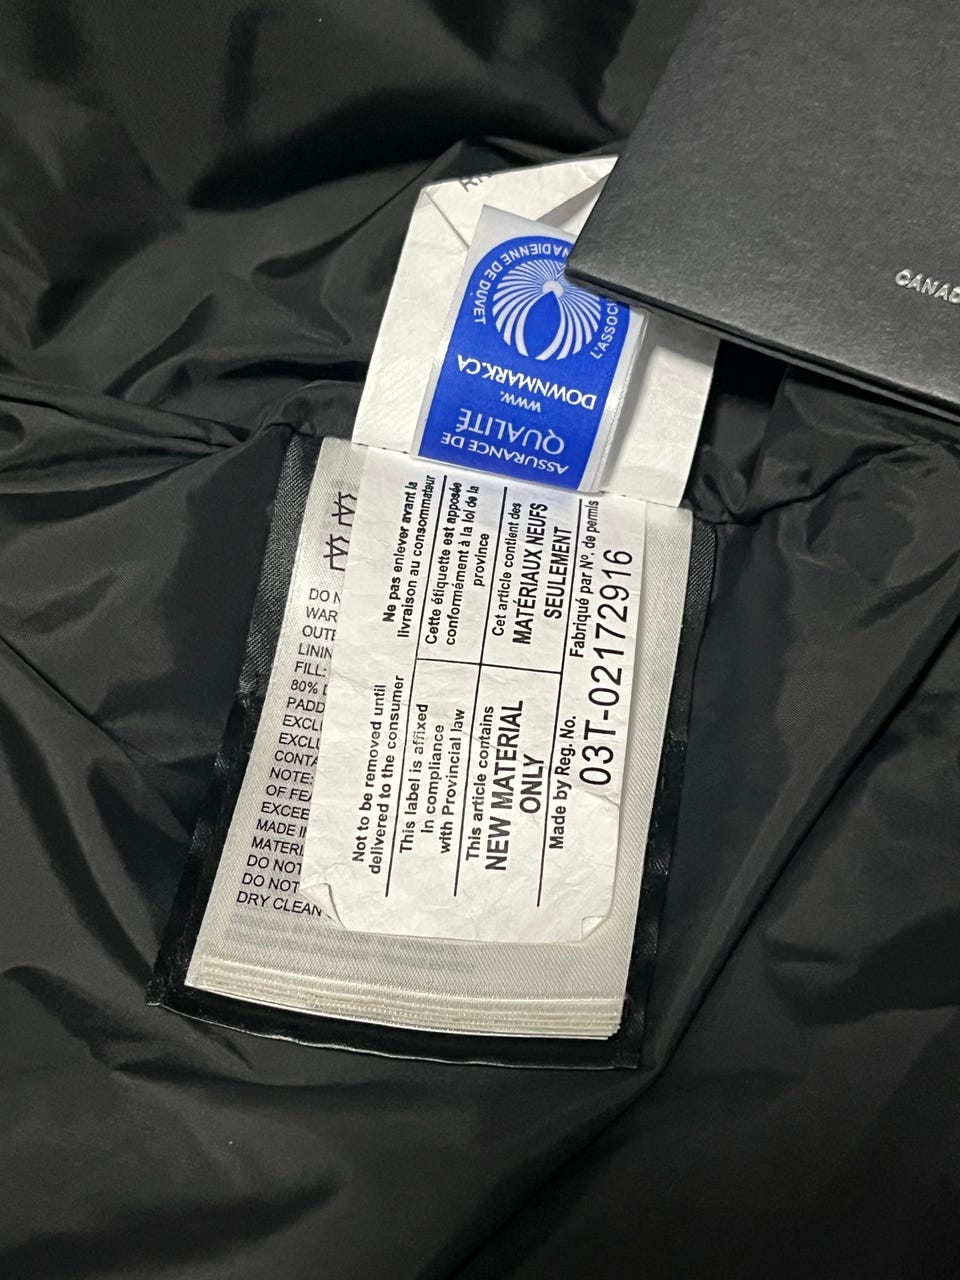 L'ASSOCI
NADIENNE DE DUVET
DOWNMARK.CA
WWW.
QUALITÉ
ASSURANCE DE
CANAD
Ne pas enlever avant la
livraison au consommateur
Cette étiquette est apposée
conformément à la loi de la
province
Cet article contient des
MATÉRIAUX NEUFS
SEULEMENT
Fabriqué par No. de permis
Not to be removed until
delivered to the consumer
This label is affixed
In compliance
with Provincial law
This article contains
NEW MATERIAL
ONLY
Made by Reg. No.
03T-02172916
DO N
WAR
OUTE
LININ
FILL:
80% D
PADD
EXCLU
EXCLU
CONTA
NOTE:
OF FEA
EXCEE
MADE IN
MATERI
DO NOT
DO NOT
DRY CLEAN